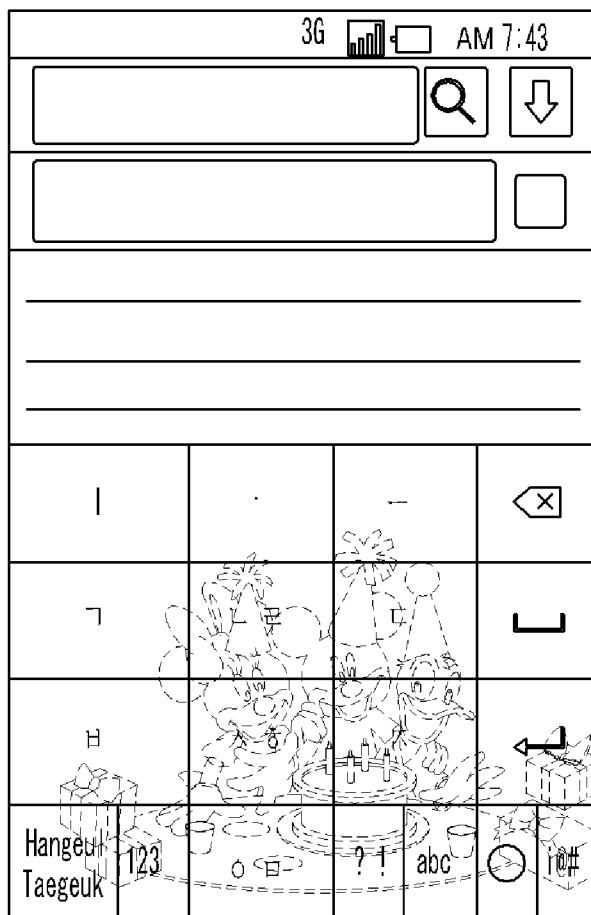 3G AM 7:43
ㅣ · ㅡ
ㄱ ㄴ ㄹ ㄷ
ㅂ ㅅ ㅎ ㅈ
Hangeul 123 ㅇ ㅁ ? ! abc !@#
Taegeuk